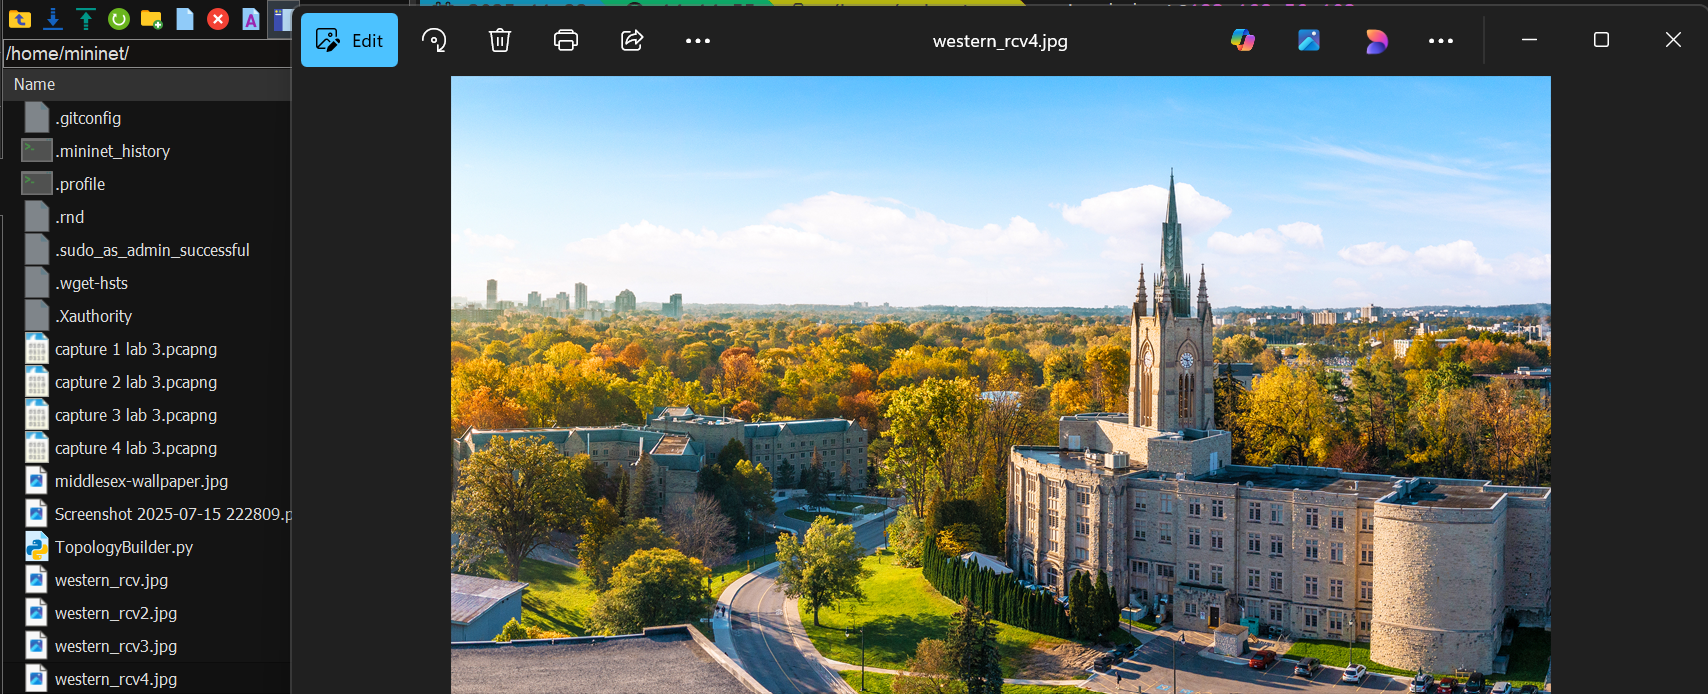 /home/mininet/
Name
.gitconfig
.mininet_history
.profile
.rnd
.sudo_as_admin_successful
.wget-hsts
.Xauthority
capture 1 lab 3.pcapng
capture 2 lab 3.pcapng
capture 3 lab 3.pcapng
capture 4 lab 3.pcapng
middlesex-wallpaper.jpg
Screenshot 2025-07-15 222809.p
TopologyBuilder.py
western_rcv.jpg
western_rcv2.jpg
western_rcv3.jpg
western_rcv4.jpg
Edit
western_rcv4.jpg